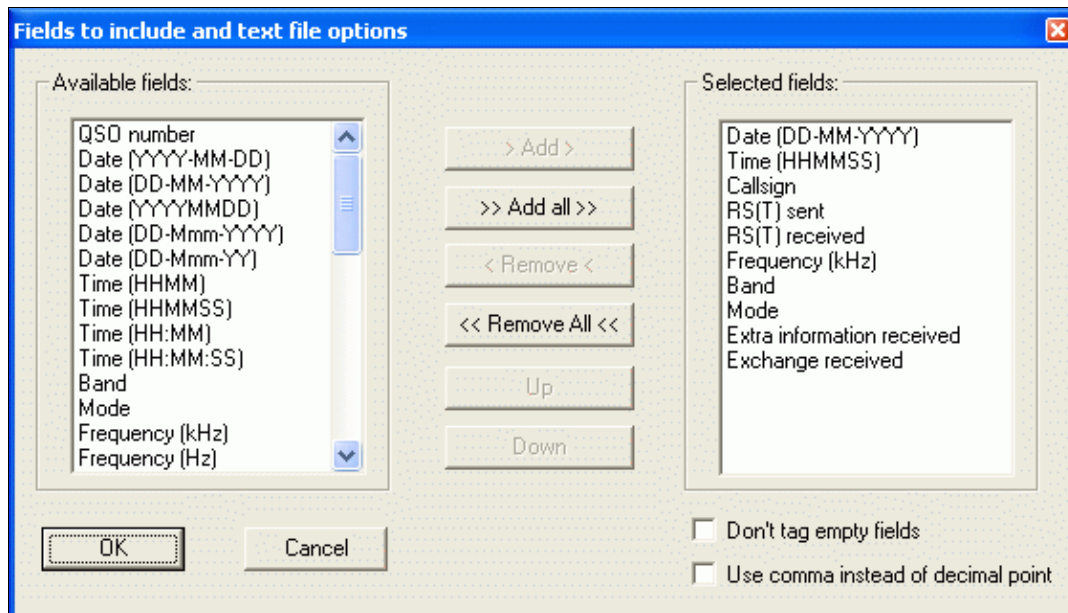 Fields to include and text file options
Available fields:
QSO number
Date (YYYY-MM-DD)
Date (DD-MM-YYYY)
Date (YYYYMMDD)
Date (DD-Mmm-YYYY)
Date (DD-Mmm-YY)
Time (HHMM)
Time (HHMMSS)
Time (HH:MM)
Time (HH:MM:SS)
Band
Mode
Frequency (kHz)
Frequency (Hz)
> Add >
>> Add all >>
< Remove <
<< Remove All <<
Up
Down
Selected fields:
Date (DD-MM-YYYY)
Time (HHMMSS)
Callsign
RS(T) sent
RS(T) received
Frequency (kHz)
Band
Mode
Extra information received
Exchange received
OK
Cancel
Don't tag empty fields
Use comma instead of decimal point